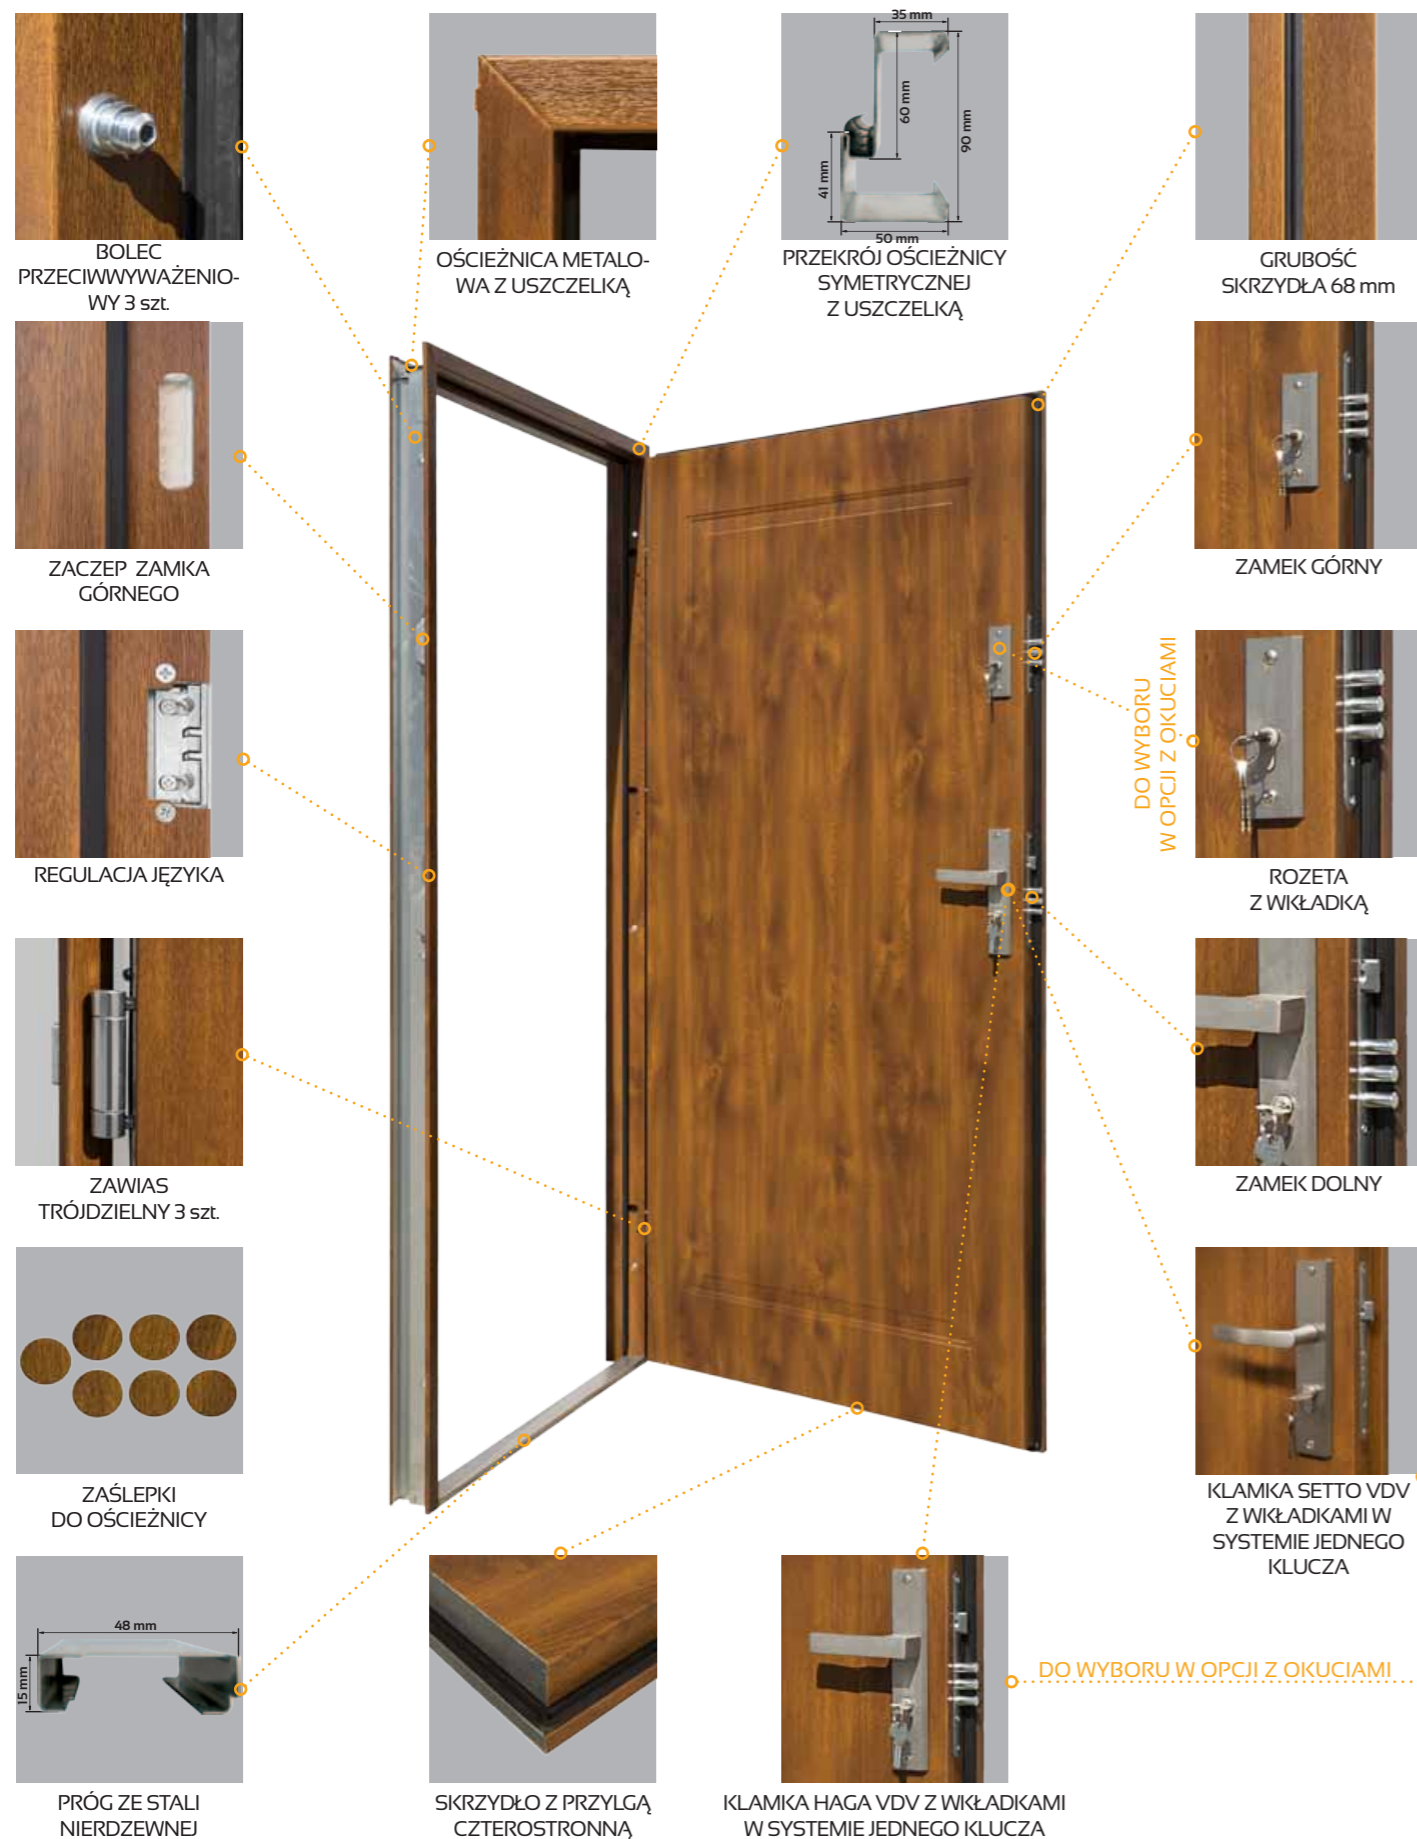 35 mm
60 mm
90 mm
41 mm
50 mm
BOLEC
PRZECIWWYWAŻENIO-
WY 3 szt.
OŚCIEŻNICA METALO-
WA Z USZCZELKĄ
PRZEKRÓJ OŚCIEŻNICY
SYMETRYCZNEJ
Z USZCZELKĄ
GRUBOŚĆ
SKRZYDŁA 68 mm
ZACZEP ZAMKA
GÓRNEGO
ZAMEK GÓRNY
REGULACJA JĘZYKA
DO WYBORU
W OPCJI Z OKUCIAMI
ROZETA
Z WKŁADKĄ
ZAWIAS
TRÓJDZIELNY 3 szt.
ZAMEK DOLNY
ZAŚLEPKI
DO OŚCIEŻNICY
KLAMKA SETTO VDV
Z WKŁADKAMI W
SYSTEMIE JEDNEGO
KLUCZA
48 mm
15 mm
PRÓG ZE STALI
NIERDZEWNEJ
SKRZYDŁO Z PRZYLGĄ
CZTEROSTRONNĄ
KLAMKA HAGA VDV Z WKŁADKAMI
W SYSTEMIE JEDNEGO KLUCZA
DO WYBORU W OPCJI Z OKUCIAMI